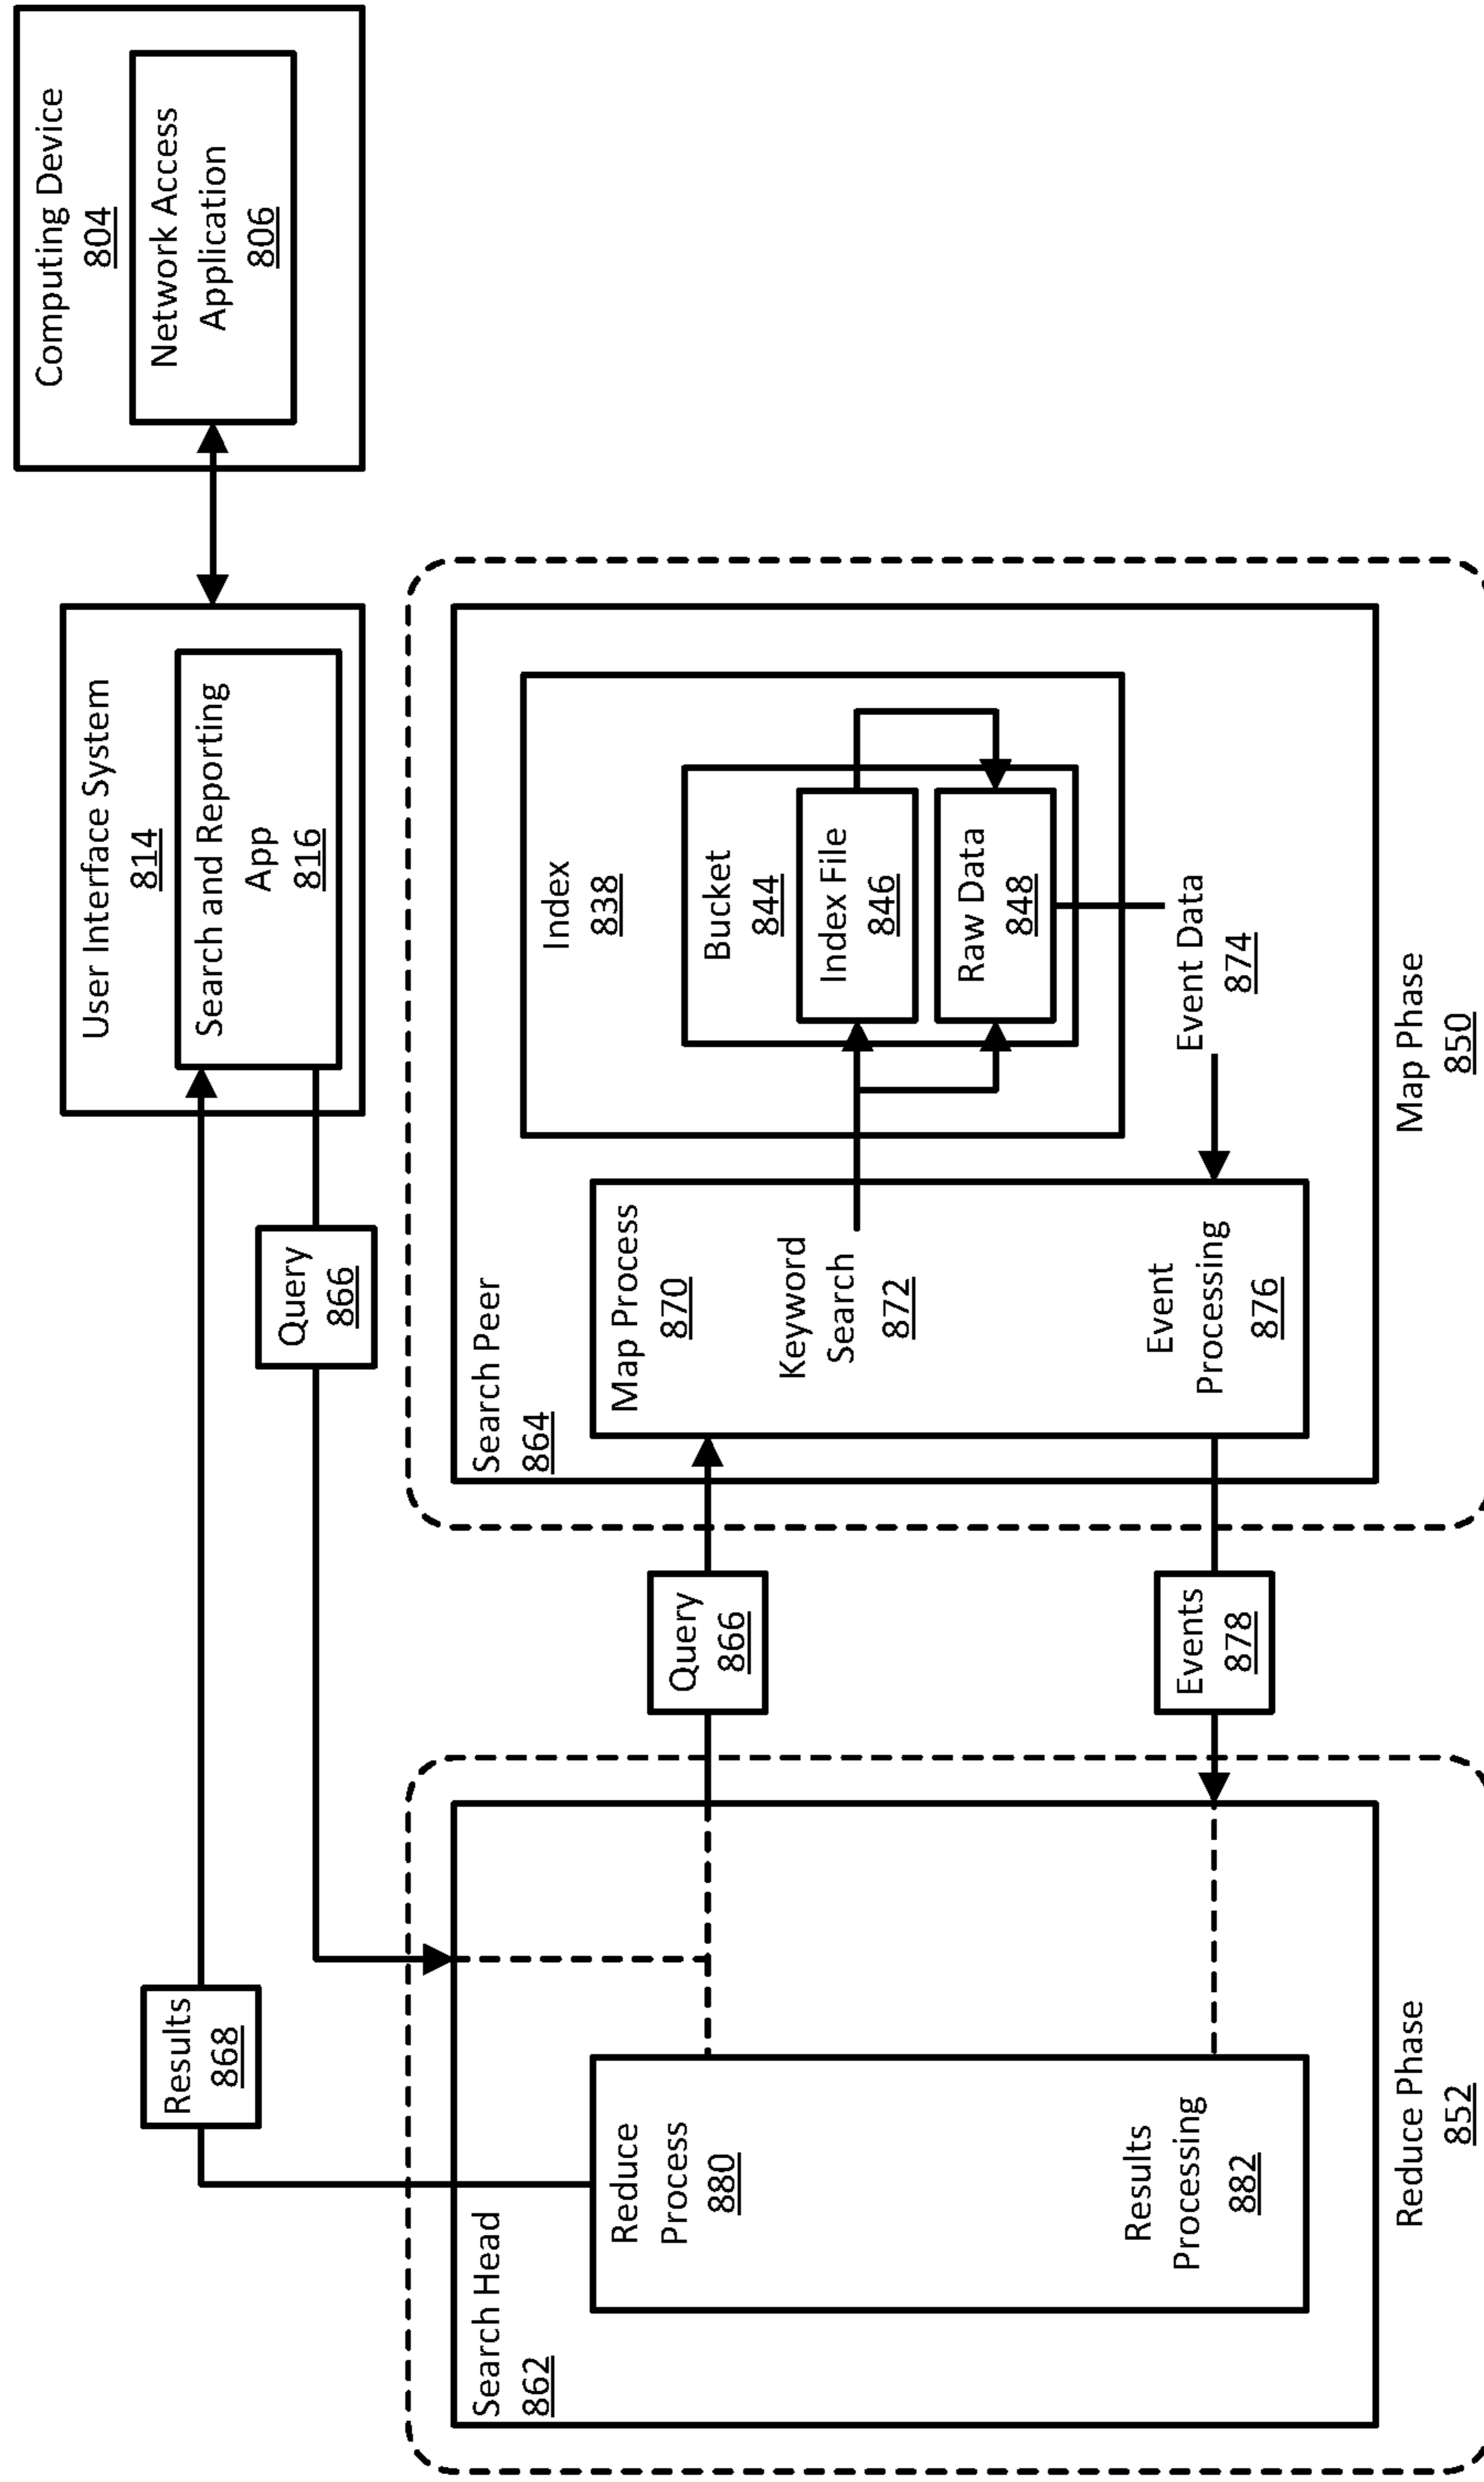 Computing Device
804
Network Access
Application
806
User Interface System
814
Search and Reporting
App
816
Results
868
Query
866
Search Head
862
Reduce
Process
880
Results
Processing
882
Reduce Phase
852
Query
866
Events
878
Search Peer
864
Map Process
870
Keyword
Search
872
Event
Processing
876
Index
838
Bucket
844
Index File
846
Raw Data
848
Event Data
874
Map Phase
850